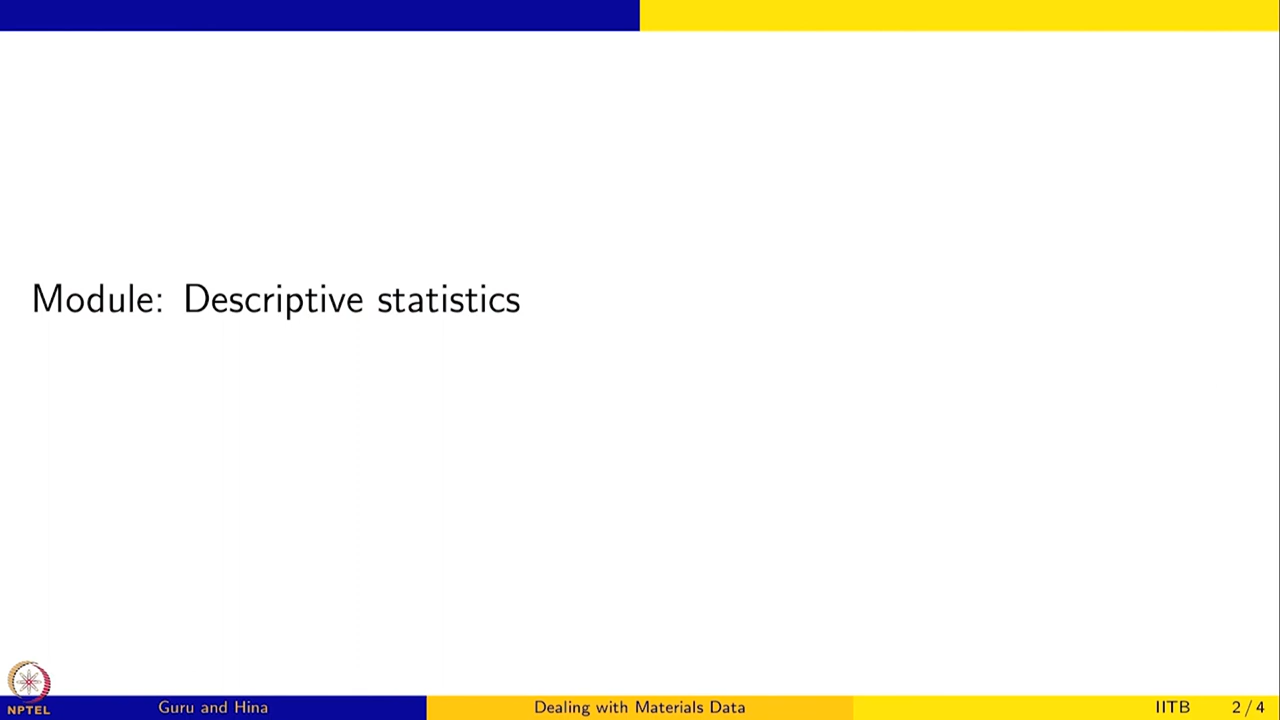 Module: Descriptive statistics
NPTEL
Guru and Hina
Dealing with Materials Data
IITB
2 / 4